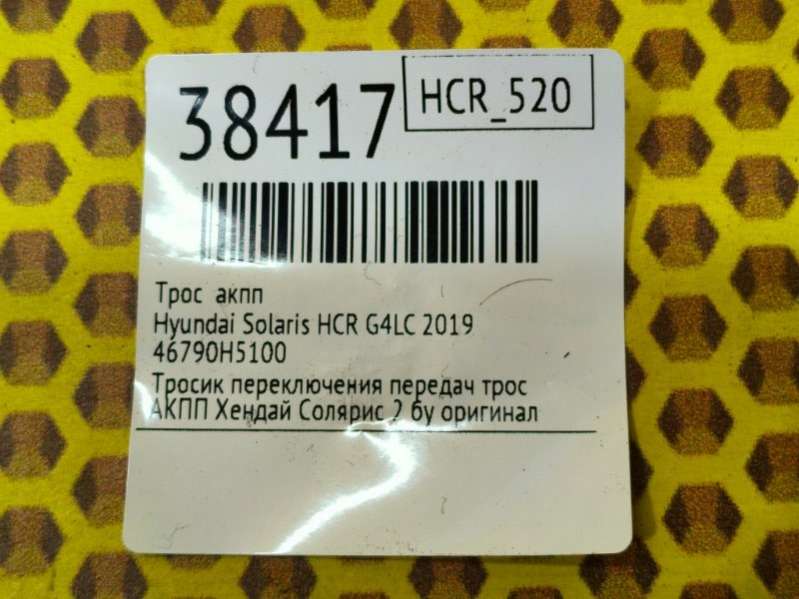 38417
HCR_520
Трос акпп
Hyundai Solaris HCR G4LC 2019
46790H5100
Тросик переключения передач трос
АКПП Хендай Солярис 2 бу оригинал